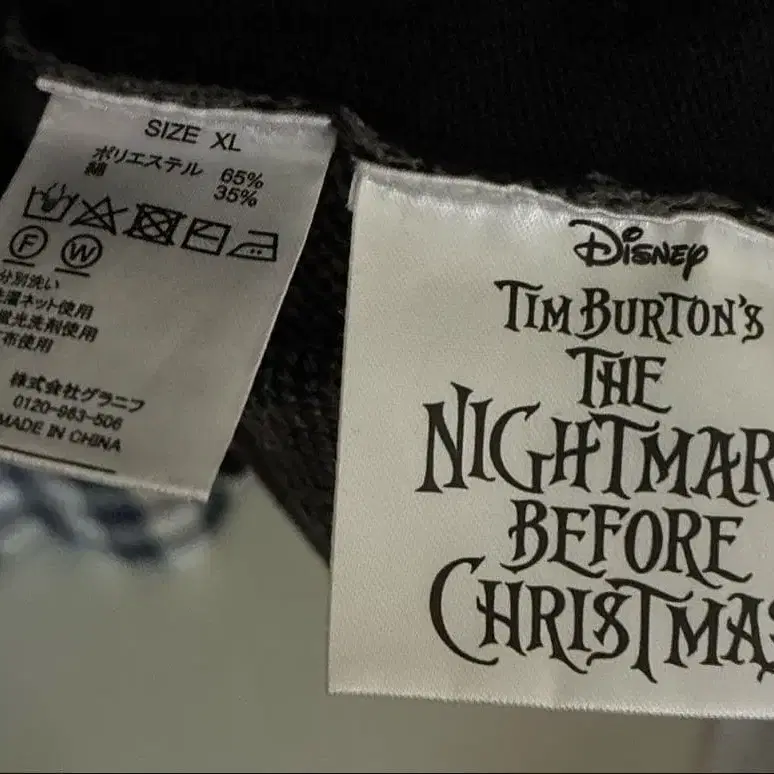 SIZE XL
ポリエステル 65%
綿 35%
F W
分別洗い
洗濯ネット使用
蛍光洗剤使用
布使用
株式会社グラニフ
0120-963-506
MADE IN CHINA
Disney
TIM BURTON'S
THE
NIGHTMAR
BEFORE
CHRISTMAS